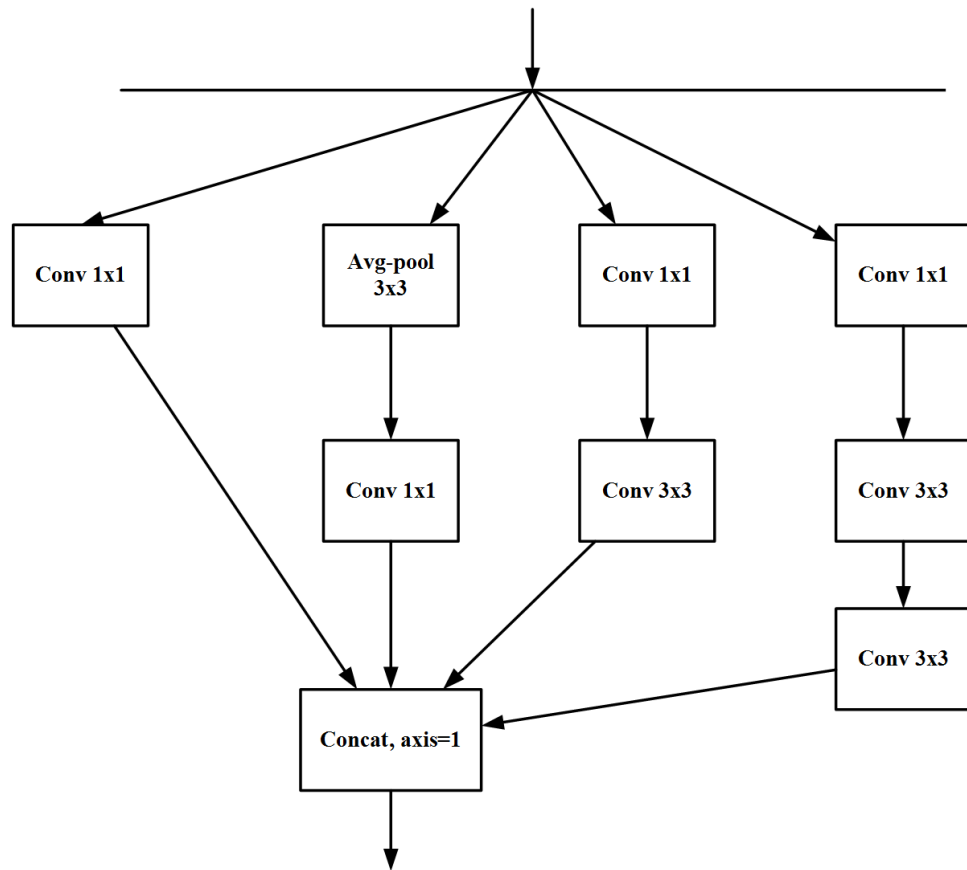 Conv 1x1
Avg-pool
3x3
Conv 1x1
Conv 1x1
Conv 1x1
Conv 3x3
Conv 3x3
Conv 3x3
Concat, axis=1